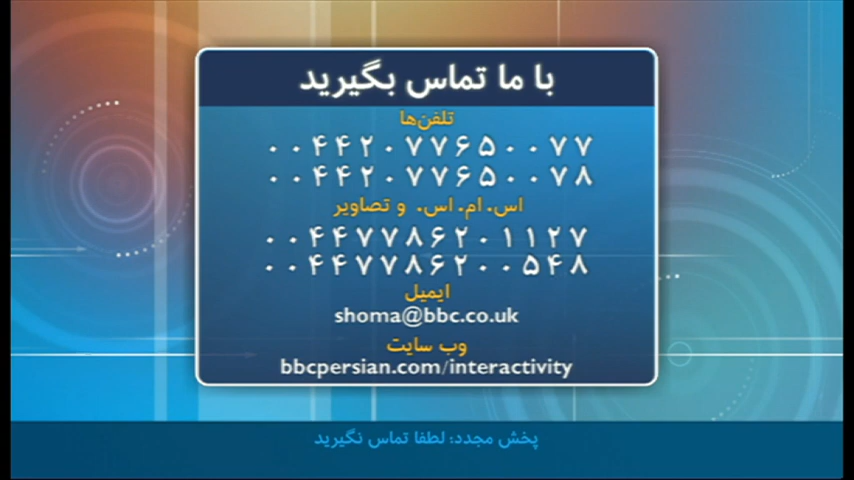 با ما تماس بگیرید
تلفن‌ها
۰۰۴۴۲۰۷۷۶۵۰۰۷۷
۰۰۴۴۲۰۷۷۶۵۰۰۷۸
اس. ام. اس. و تصاویر
۰۰۴۴۷۷۸۶۲۰۱۱۲۷
۰۰۴۴۷۷۸۶۲۰۰۵۴۸
ایمیل
shoma@bbc.co.uk
وب سایت
bbcpersian.com/interactivity
پخش مجدد؛ لطفا تماس نگیرید